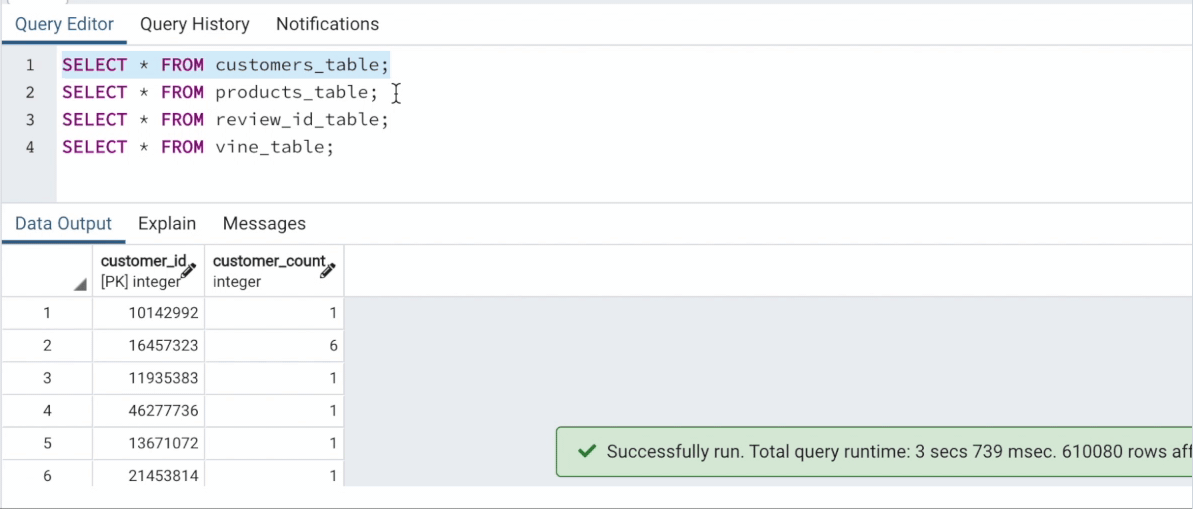 Query Editor Query History Notifications
1 SELECT * FROM customers_table;
2 SELECT * FROM products_table;
3 SELECT * FROM review_id_table;
4 SELECT * FROM vine_table;
Data Output Explain Messages
customer_id customer_count
[PK] integer integer
1 10142992 1
2 16457323 6
3 11935383 1
4 46277736 1
5 13671072 1
6 21453814 1
Successfully run. Total query runtime: 3 secs 739 msec. 610080 rows aff